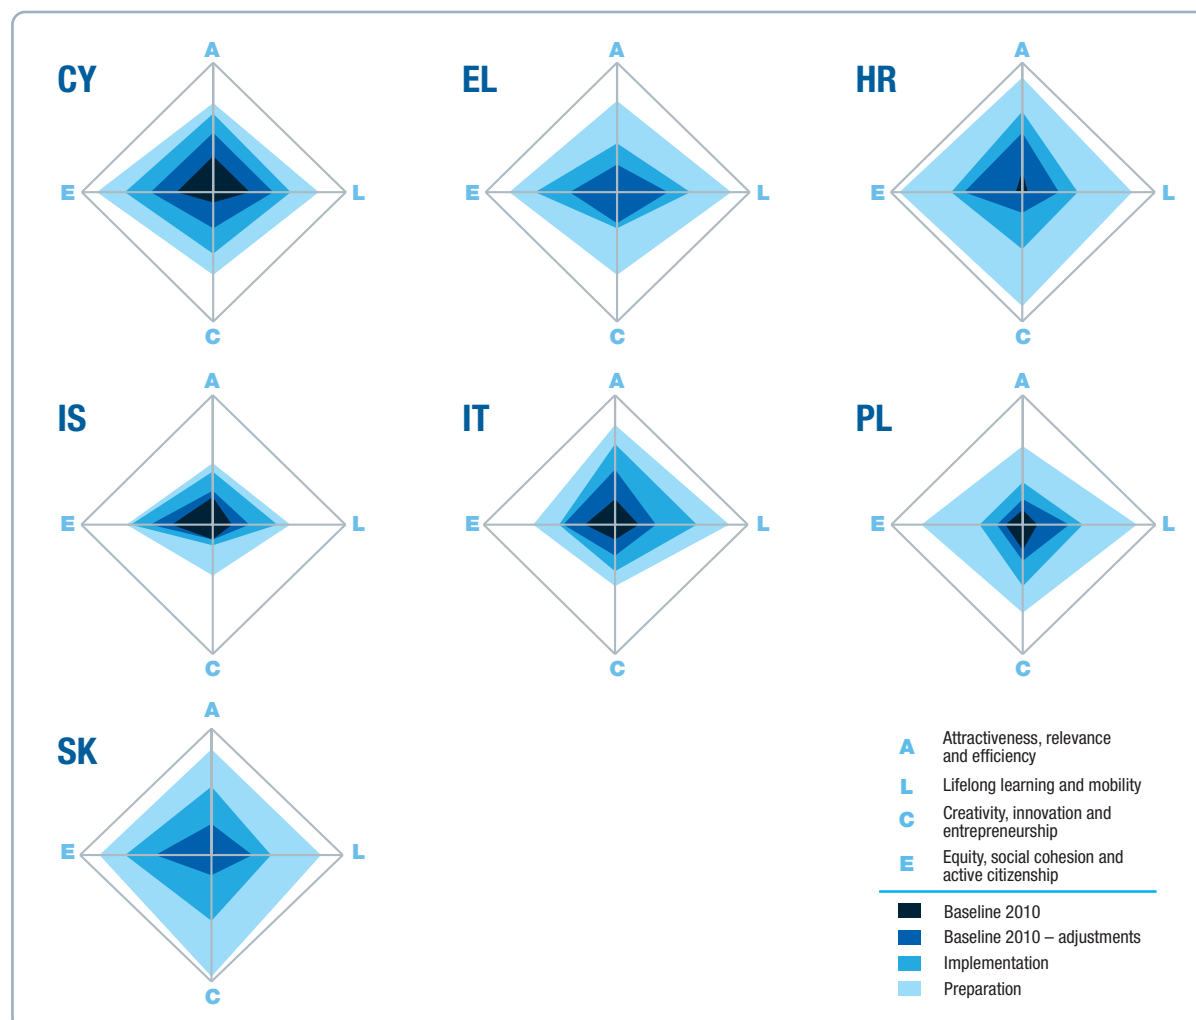 A
CY
E
L
C
A
EL
E
L
C
A
HR
E
L
C
A
IS
E
L
C
A
IT
E
L
C
A
PL
E
L
C
A
SK
E
L
C
A Attractiveness, relevance
and efficiency
L Lifelong learning and mobility
C Creativity, innovation and
entrepreneurship
E Equity, social cohesion and
active citizenship
Baseline 2010
Baseline 2010 – adjustments
Implementation
Preparation